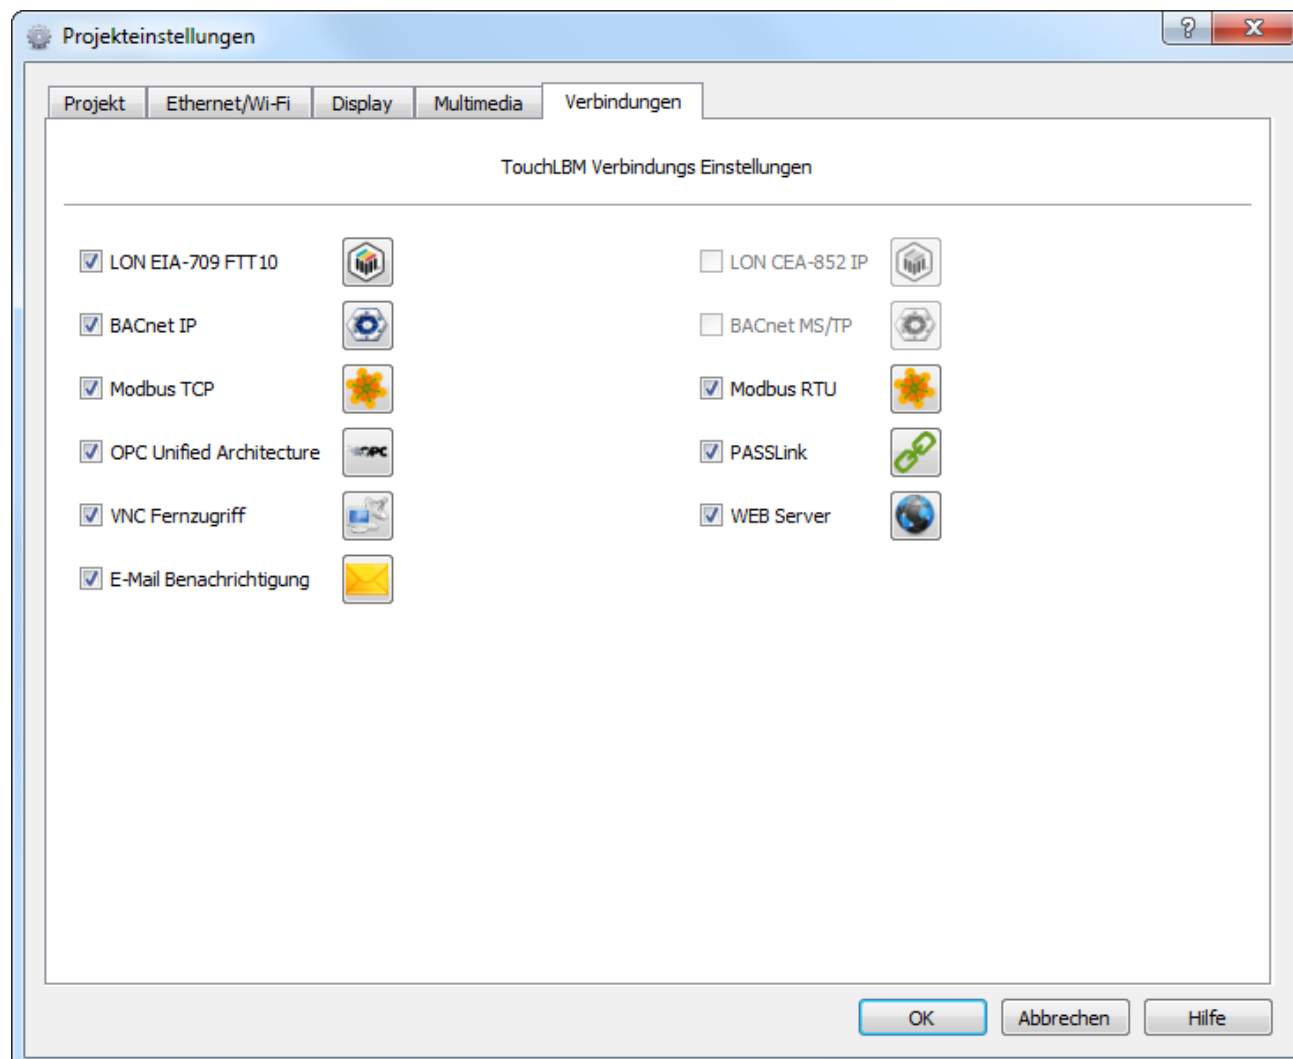 Projekteinstellungen
?
Projekt Ethernet/Wi-Fi Display Multimedia Verbindungen
TouchLBM Verbindungs Einstellungen
LON EIA-709 FTT10 LON CEA-852 IP
BACnet IP BACnet MS/TP
Modbus TCP Modbus RTU
OPC Unified Architecture OPC PASSLink
VNC Fernzugriff WEB Server
E-Mail Benachrichtigung
OK Abbrechen Hilfe